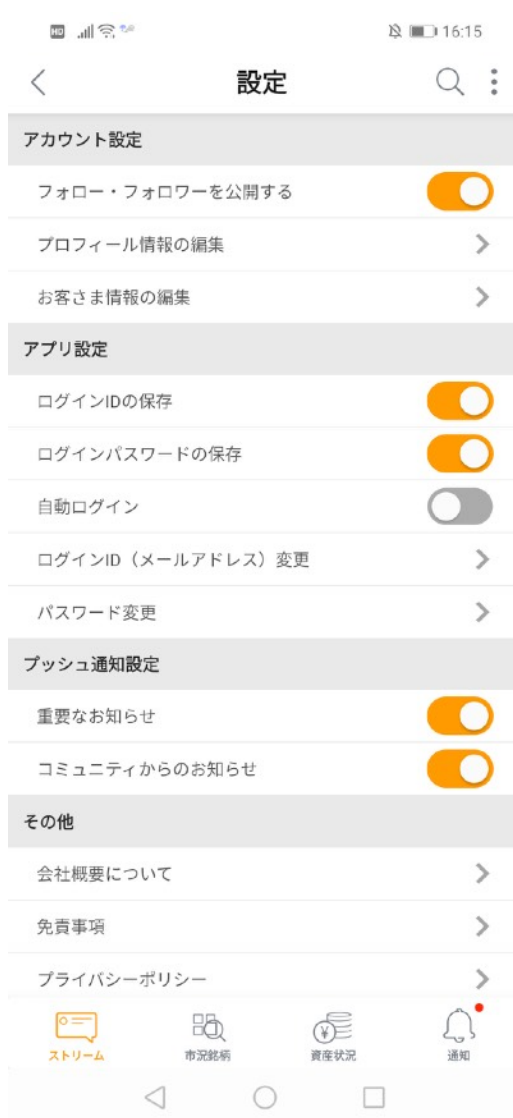 HD
16:15
設定
アカウント設定
フォロー・フォロワーを公開する
プロフィール情報の編集
お客さま情報の編集
アプリ設定
ログインIDの保存
ログインパスワードの保存
自動ログイン
ログインID（メールアドレス）変更
パスワード変更
プッシュ通知設定
重要なお知らせ
コミュニティからのお知らせ
その他
会社概要について
免責事項
プライバシーポリシー
ストリーム 市況銘柄 資産状況 通知